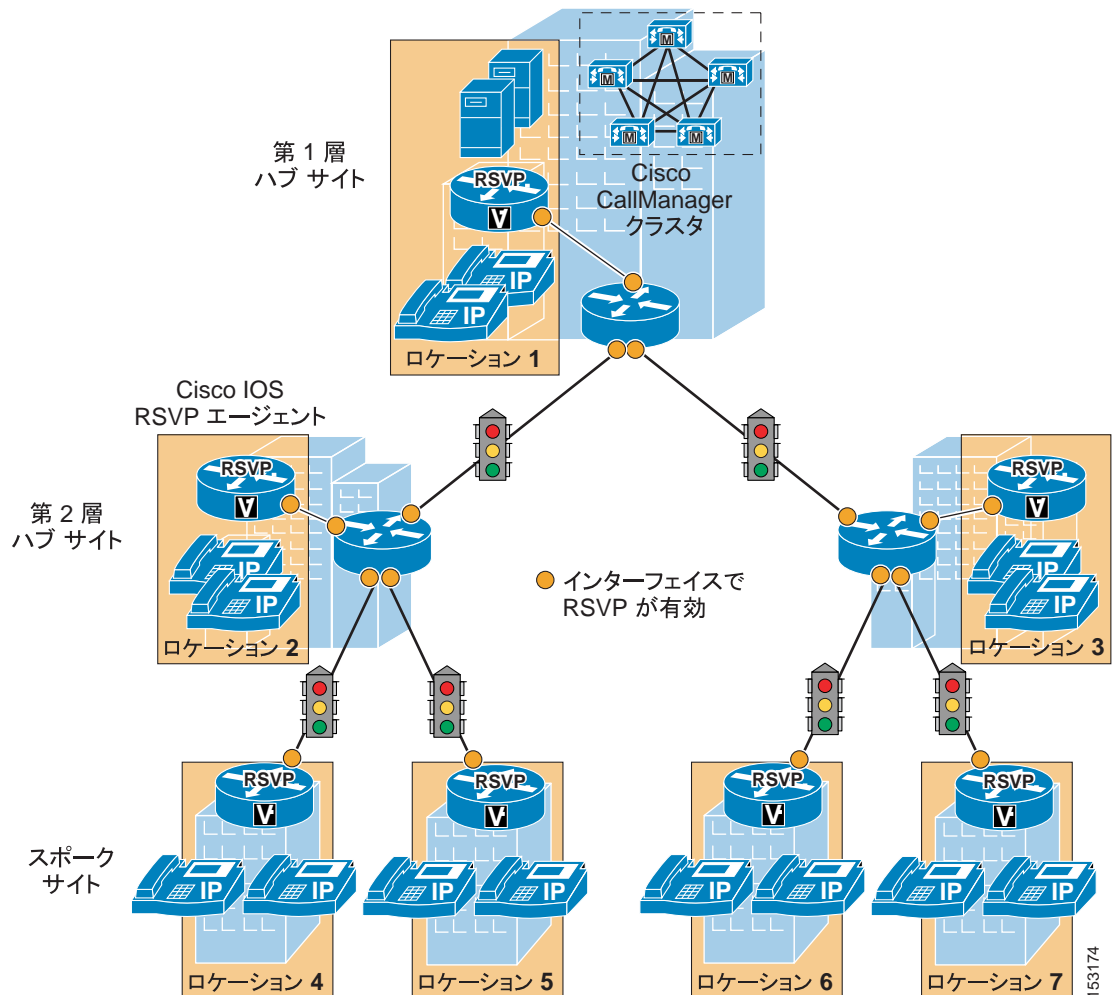 第 1 層
ハブ サイト
RSVP
V
IP
IP
ロケーション 1
M
M
M
M
M
Cisco
CallManager
クラスタ
Cisco IOS
RSVP エージェント
第 2 層
ハブ サイト
RSVP
V
IP
IP
ロケーション 2
インターフェイスで
RSVP が有効
RSVP
V
IP
IP
ロケーション 3
スポーク
サイト
RSVP
V
IP
IP
ロケーション 4
RSVP
V
IP
IP
ロケーション 5
RSVP
V
IP
IP
ロケーション 6
RSVP
V
IP
IP
ロケーション 7
153174